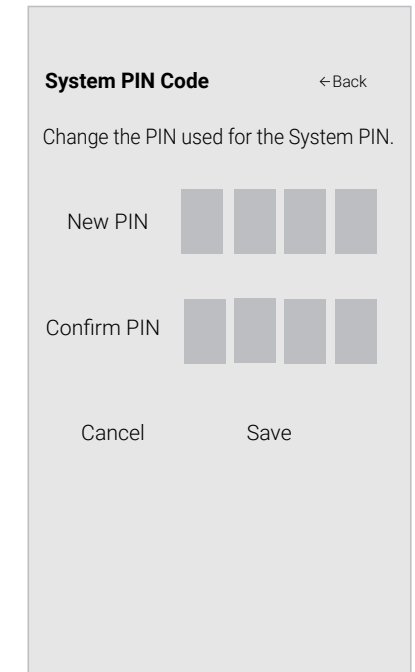 System PIN Code ←Back
Change the PIN used for the System PIN.
New PIN
Confirm PIN
Cancel Save